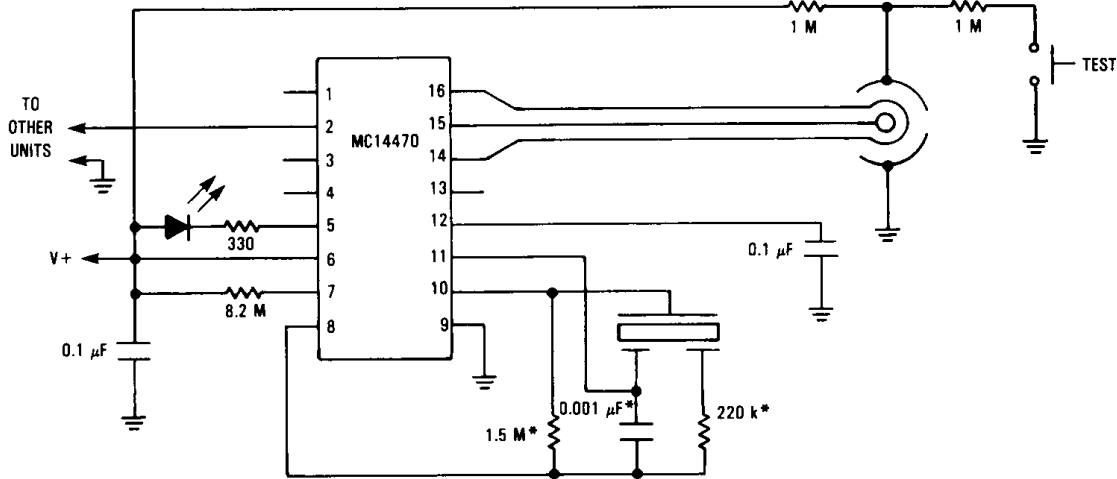 1 M
1 M
TEST
TO
OTHER
UNITS
MC14470
1
2
3
4
5
6
7
8
16
15
14
13
12
11
10
9
330
V+
8.2 M
0.1 µF
0.1 µF
0.001 µF*
220 k*
1.5 M*